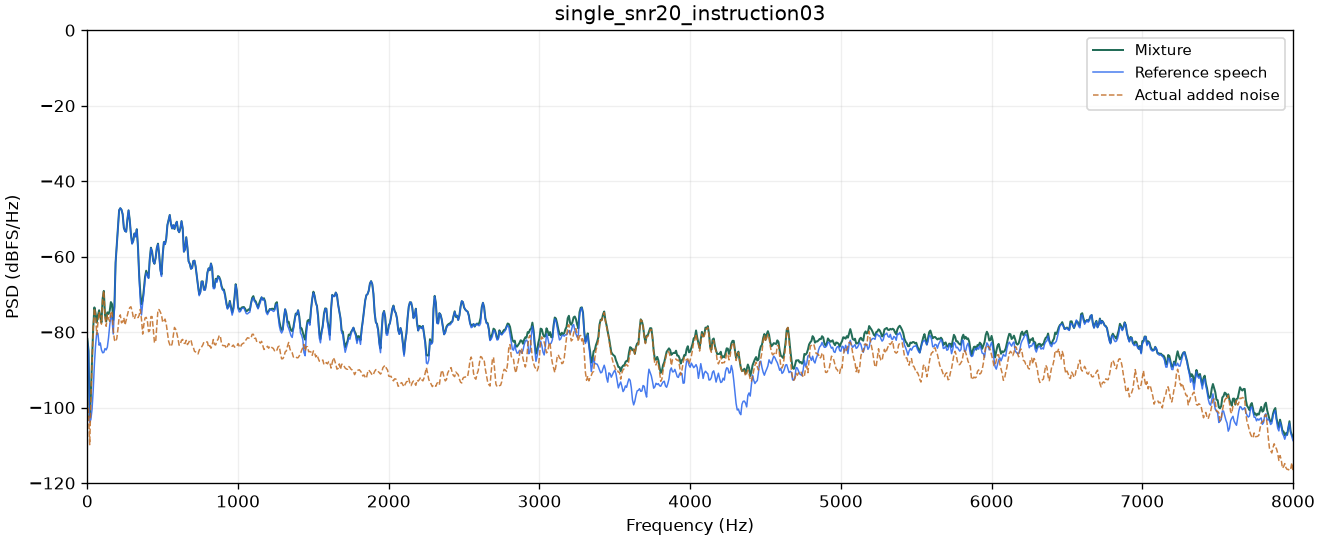 single_snr20_instruction03
Mixture
Reference speech
Actual added noise
PSD (dBFS/Hz)
0
−20
−40
−60
−80
−100
−120
0 1000 2000 3000 4000 5000 6000 7000 8000
Frequency (Hz)